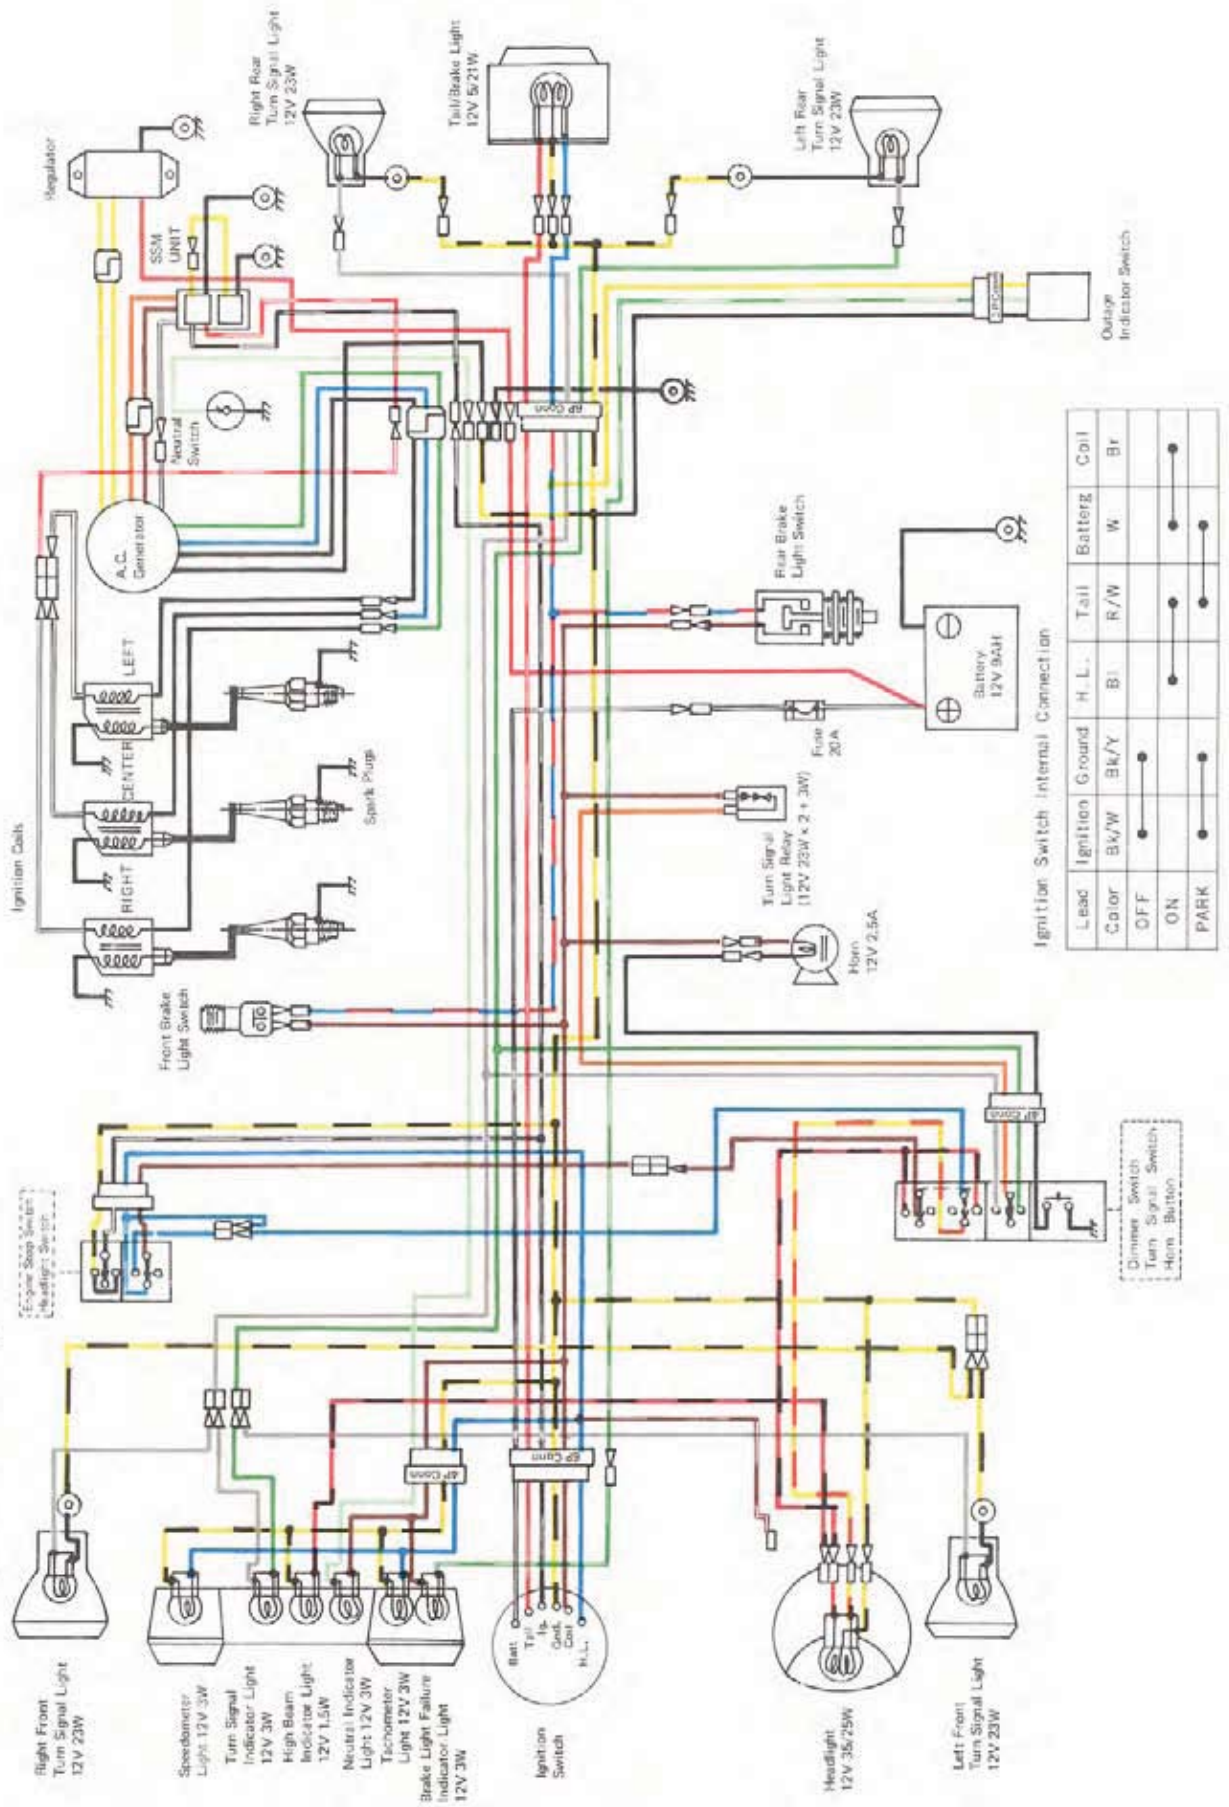 Right Rear
Turn Signal Light
12V 23W
Tail/Brake Light
12V 5/21W
Left Rear
Turn Signal Light
12V 23W
Regulator
SSM
UNIT
Neutral
Switch
A.C.
Generator
6P Conn
Outage
Indicator Switch
Ignition Coils
LEFT
CENTER
RIGHT
Spark Plugs
Rear Brake
Light Switch
Battery
12V 9AH
Fuse
20A
Turn Signal
Light Relay
(12V 23W x 2 + 3W)
Horn
12V 2.5A
Front Brake
Light Switch
Ignition Switch Internal Connection
Lead Ignition Ground H.L. Tail Batterg Coil
Color Bk/W Bk/Y Bl R/W W Br
OFF
ON
PARK
Engine Stop Switch
Headlight Switch
6P Conn
Dimmer Switch
Turn Signal Switch
Horn Button
4P Conn
6P Conn
Right Front
Turn Signal Light
12V 23W
Speedometer
Light 12V 3W
Turn Signal
Indicator Light
12V 3W
High Beam
Indicator Light
12V 1.5W
Neutral Indicator
Light 12V 3W
Tachometer
Light 12V 3W
Brake Light Failure
Indicator Light
12V 3W
Batt
Tail
Ig.
Gnd.
Coil
H.L.
Ignition
Switch
Headlight
12V 35/25W
Left Front
Turn Signal Light
12V 23W